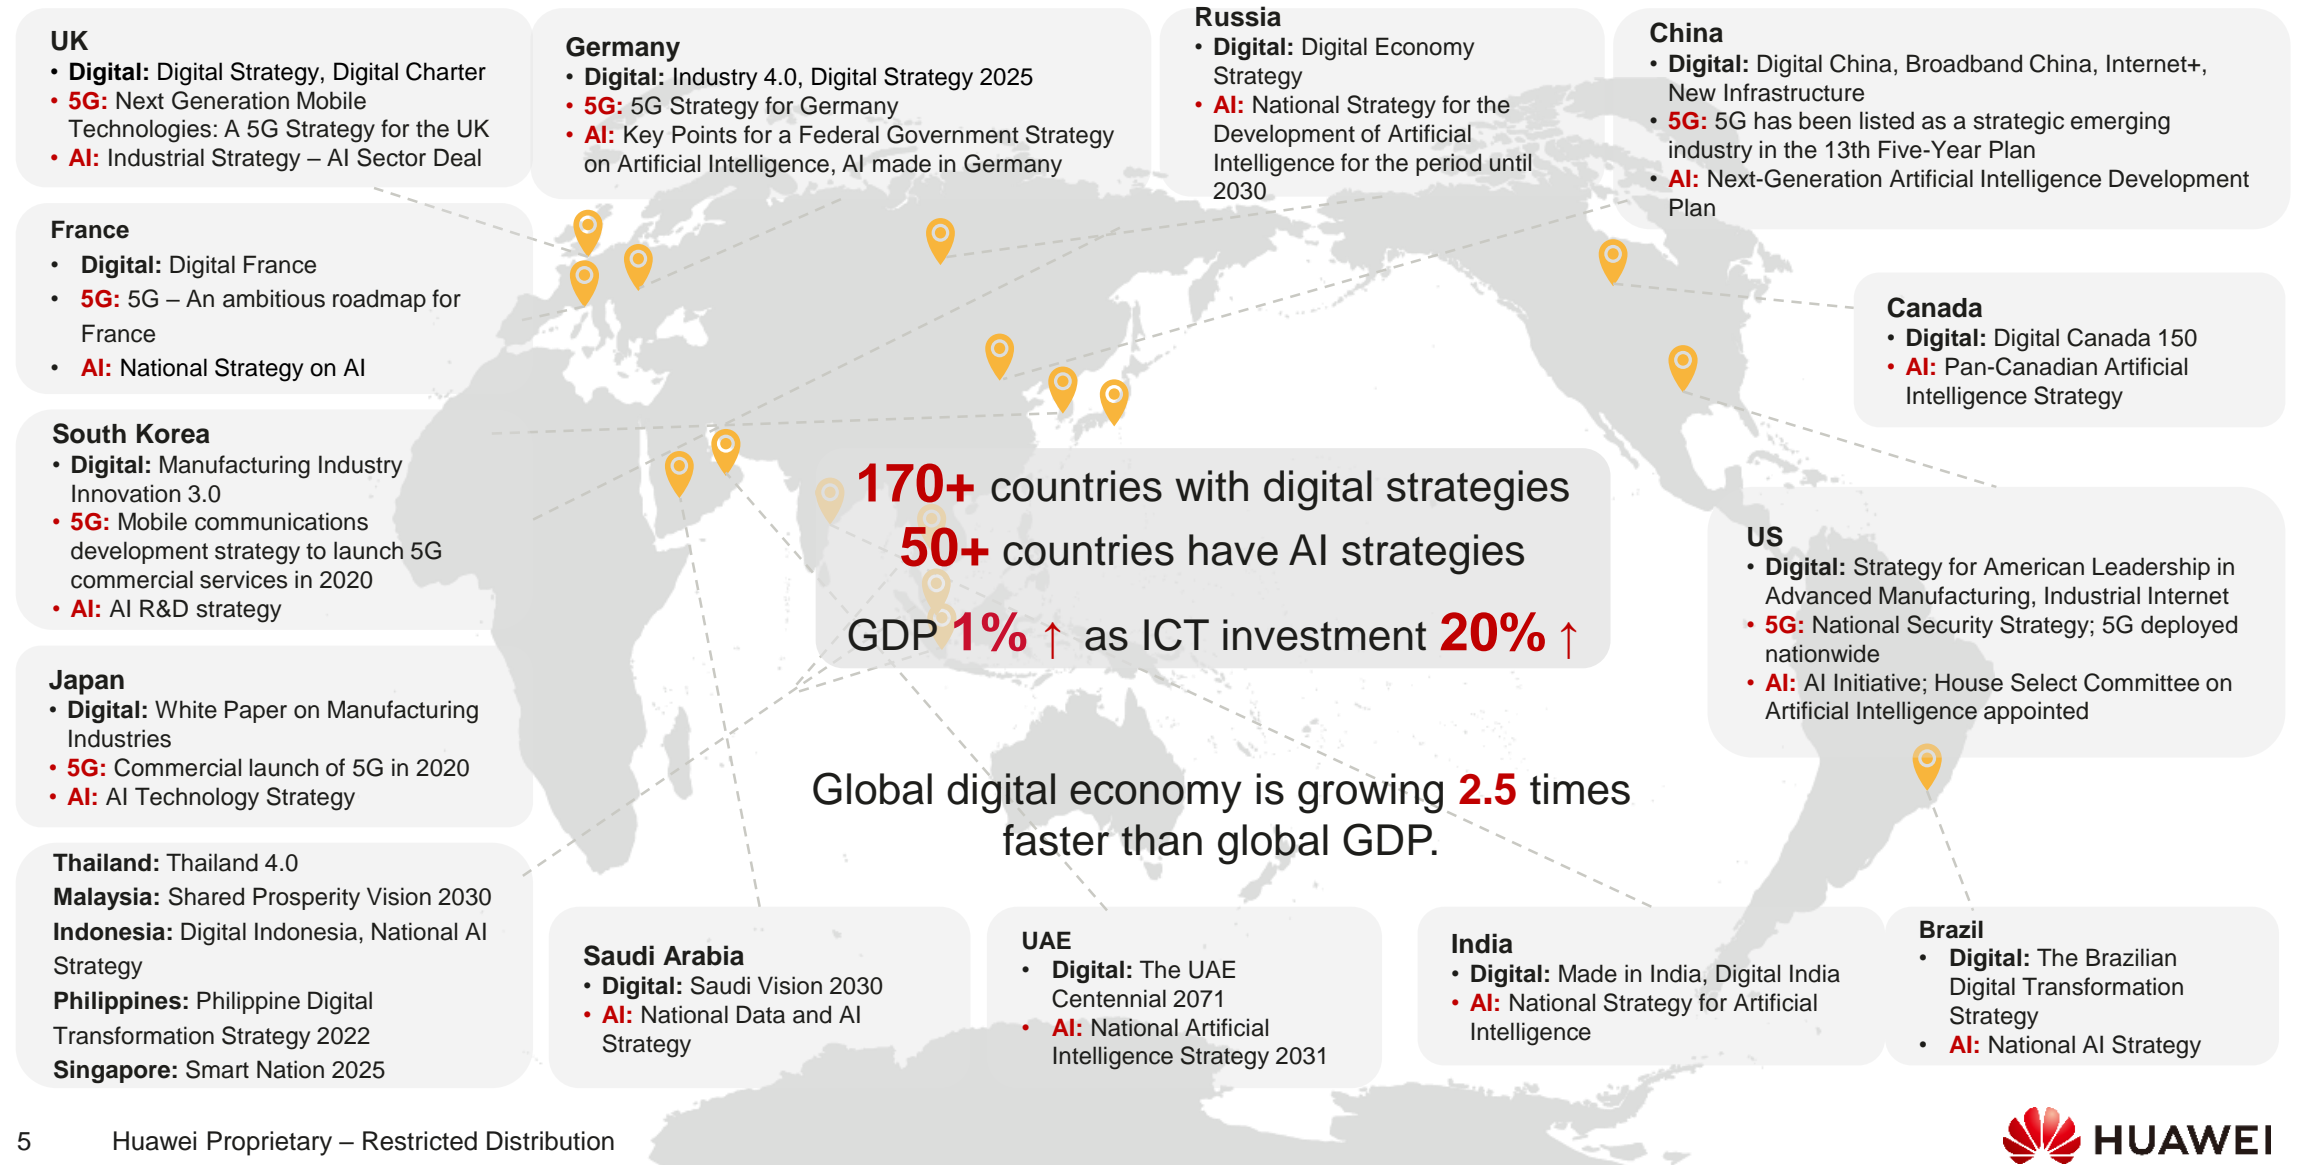 UK
• Digital: Digital Strategy, Digital Charter
• 5G: Next Generation Mobile
Technologies: A 5G Strategy for the UK
• AI: Industrial Strategy – AI Sector Deal
Germany
• Digital: Industry 4.0, Digital Strategy 2025
• 5G: 5G Strategy for Germany
• AI: Key Points for a Federal Government Strategy
on Artificial Intelligence, AI made in Germany
Russia
• Digital: Digital Economy
Strategy
• AI: National Strategy for the
Development of Artificial
Intelligence for the period until
2030
China
• Digital: Digital China, Broadband China, Internet+,
New Infrastructure
• 5G: 5G has been listed as a strategic emerging
industry in the 13th Five-Year Plan
• AI: Next-Generation Artificial Intelligence Development
Plan
France
• Digital: Digital France
• 5G: 5G – An ambitious roadmap for
France
• AI: National Strategy on AI
Canada
• Digital: Digital Canada 150
• AI: Pan-Canadian Artificial
Intelligence Strategy
South Korea
• Digital: Manufacturing Industry
Innovation 3.0
• 5G: Mobile communications
development strategy to launch 5G
commercial services in 2020
• AI: AI R&D strategy
170+ countries with digital strategies
50+ countries have AI strategies
GDP 1% ↑ as ICT investment 20% ↑
US
• Digital: Strategy for American Leadership in
Advanced Manufacturing, Industrial Internet
• 5G: National Security Strategy; 5G deployed
nationwide
• AI: AI Initiative; House Select Committee on
Artificial Intelligence appointed
Japan
• Digital: White Paper on Manufacturing
Industries
• 5G: Commercial launch of 5G in 2020
• AI: AI Technology Strategy
Global digital economy is growing 2.5 times
faster than global GDP.
Thailand: Thailand 4.0
Malaysia: Shared Prosperity Vision 2030
Indonesia: Digital Indonesia, National AI
Strategy
Philippines: Philippine Digital
Transformation Strategy 2022
Singapore: Smart Nation 2025
Saudi Arabia
• Digital: Saudi Vision 2030
• AI: National Data and AI
Strategy
UAE
• Digital: The UAE
Centennial 2071
• AI: National Artificial
Intelligence Strategy 2031
India
• Digital: Made in India, Digital India
• AI: National Strategy for Artificial
Intelligence
Brazil
• Digital: The Brazilian
Digital Transformation
Strategy
• AI: National AI Strategy
5 Huawei Proprietary – Restricted Distribution
HUAWEI